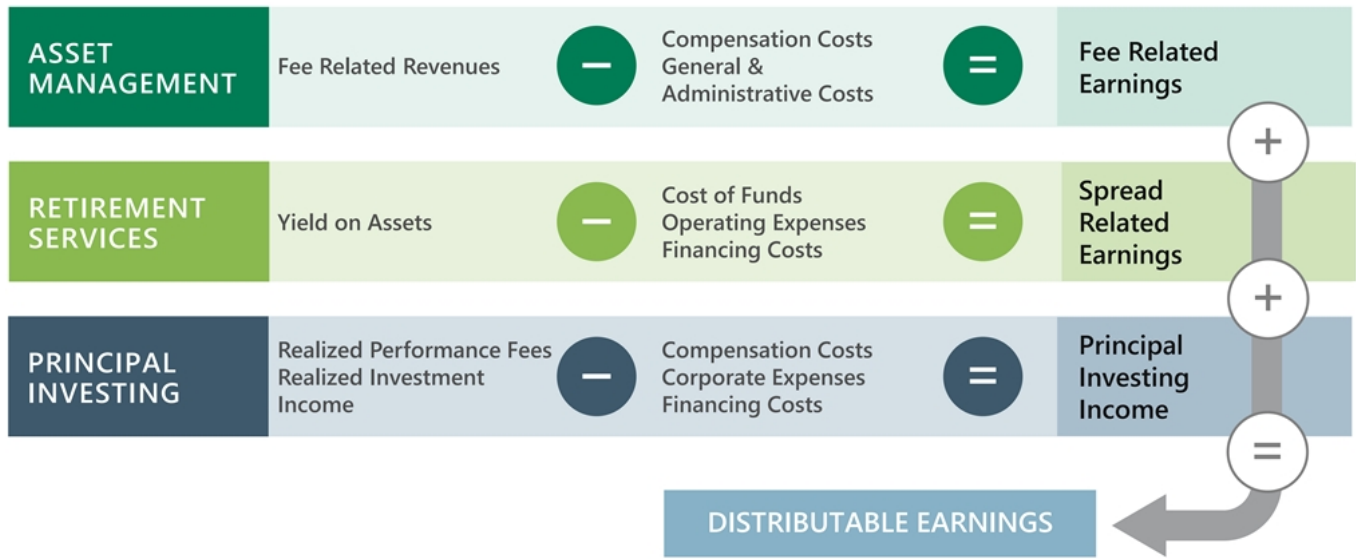 ASSET
MANAGEMENT
Fee Related Revenues
−
Compensation Costs
General &
Administrative Costs
=
Fee Related
Earnings
+
RETIREMENT
SERVICES
Yield on Assets
−
Cost of Funds
Operating Expenses
Financing Costs
=
Spread
Related
Earnings
+
PRINCIPAL
INVESTING
Realized Performance Fees
Realized Investment
Income
−
Compensation Costs
Corporate Expenses
Financing Costs
=
Principal
Investing
Income
=
DISTRIBUTABLE EARNINGS